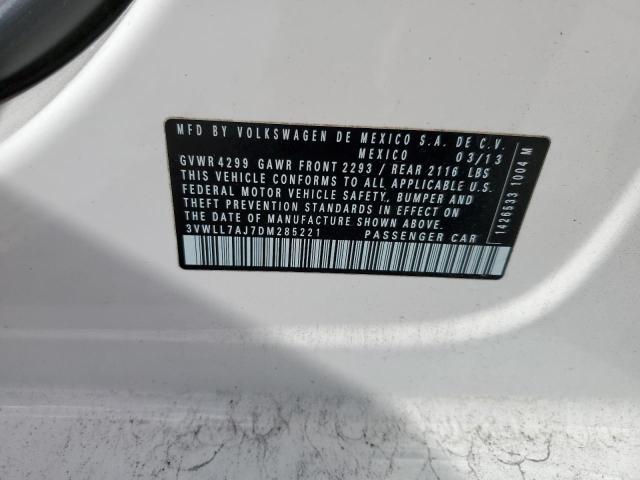 MFD BY VOLKSWAGEN DE MEXICO S.A. DE C.V.
MEXICO 03/13
GVWR 4299 GAWR FRONT 2293 / REAR 2116 LBS
THIS VEHICLE CONFORMS TO ALL APPLICABLE U.S.
FEDERAL MOTOR VEHICLE SAFETY, BUMPER AND
THEFT PREVENTION STANDARDS IN EFFECT ON
THE DATE OF MANUFACTURE SHOWN ABOVE.
3VWLL7AJ7DM285221 PASSENGER CAR
1426633 1004 M